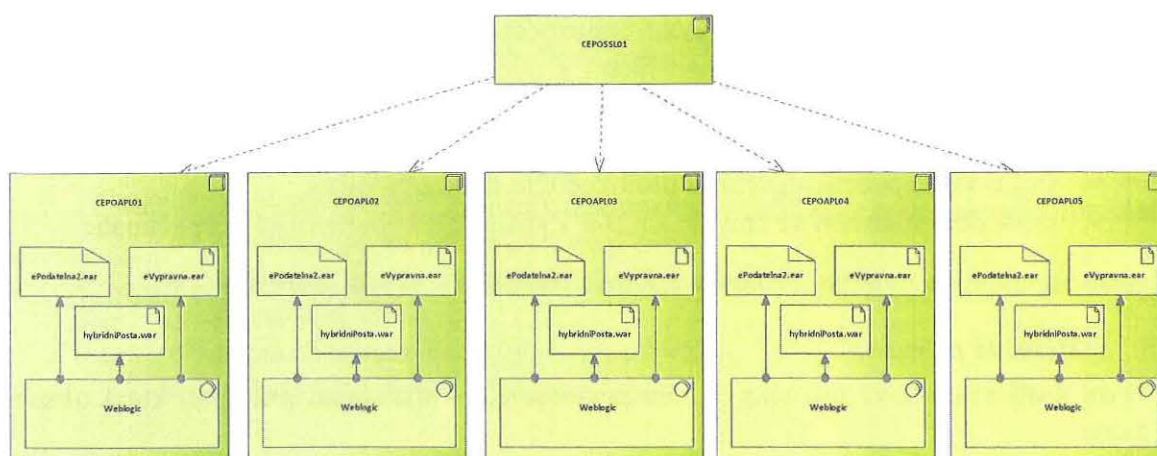 CEPOSSL01
CEPOAPL01
ePodatelna2.ear
eVypravna.ear
hybridniPosta.war
Weblogic
CEPOAPL02
ePodatelna2.ear
eVypravna.ear
hybridniPosta.war
Weblogic
CEPOAPL03
ePodatelna2.ear
eVypravna.ear
hybridniPosta.war
Weblogic
CEPOAPL04
ePodatelna2.ear
eVypravna.ear
hybridniPosta.war
Weblogic
CEPOAPL05
ePodatelna2.ear
eVypravna.ear
hybridniPosta.war
Weblogic